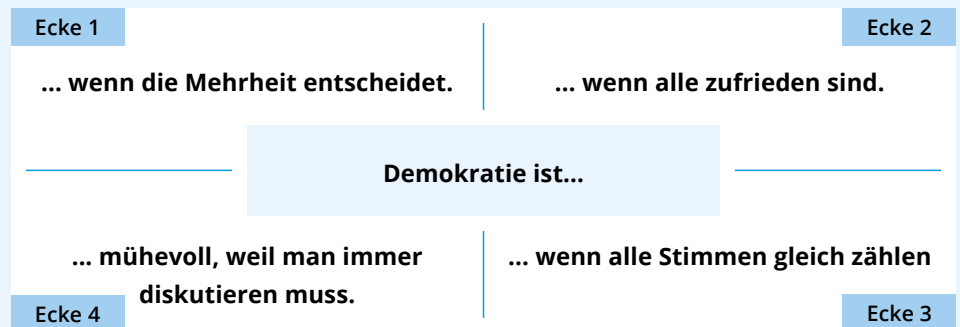 Ecke 1
Ecke 2
... wenn die Mehrheit entscheidet.
... wenn alle zufrieden sind.
Demokratie ist...
... mühevoll, weil man immer
diskutieren muss.
... wenn alle Stimmen gleich zählen
Ecke 4
Ecke 3